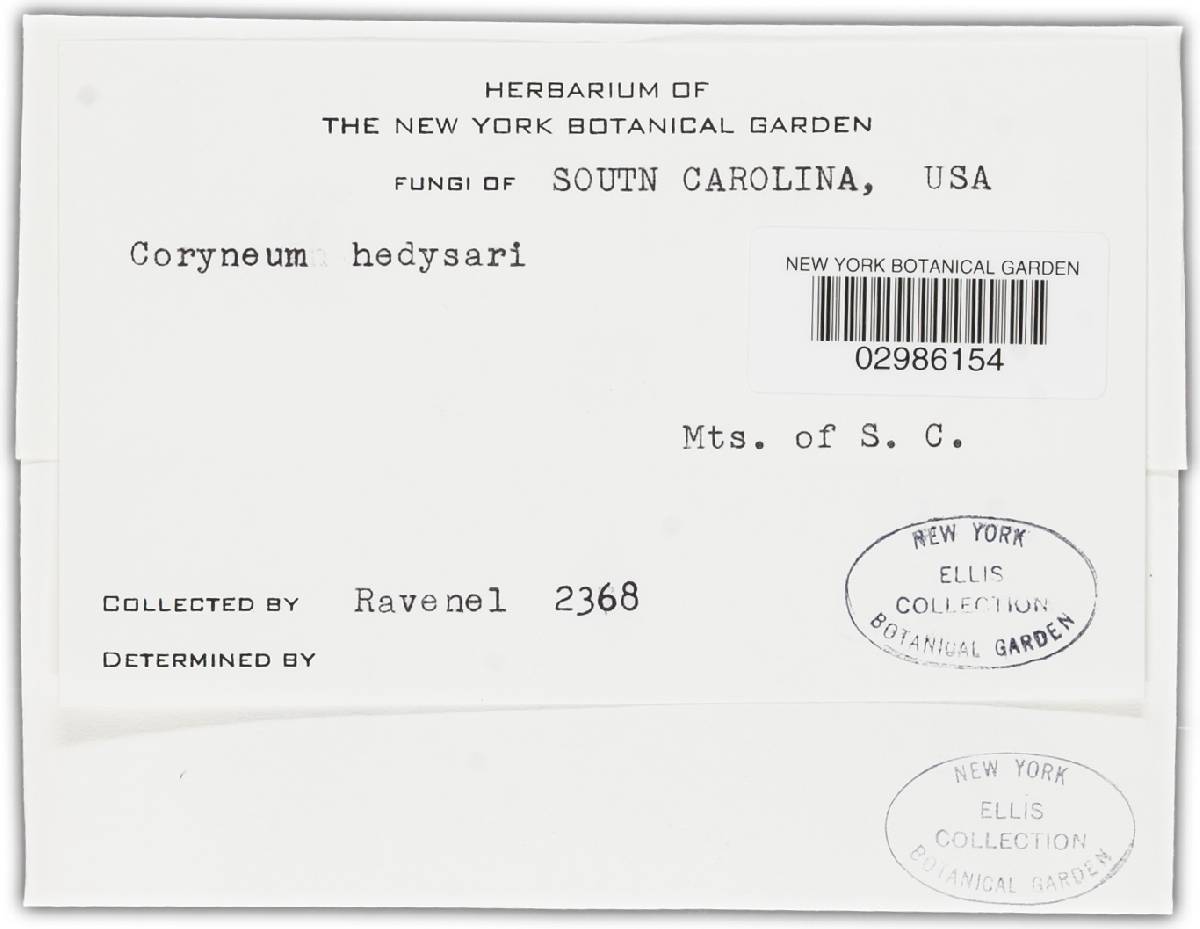 HERBARIUM OF
THE NEW YORK BOTANICAL GARDEN
FUNGI OF SOUTN CAROLINA, USA
Coryneum hedysari
NEW YORK BOTANICAL GARDEN
02986154
Mts. of S. C.
COLLECTED BY Ravenel 2368
DETERMINED BY
NEW YORK
ELLIS
COLLECTION
BOTANICAL GARDEN
NEW YORK
ELLIS
COLLECTION
BOTANICAL GARDEN